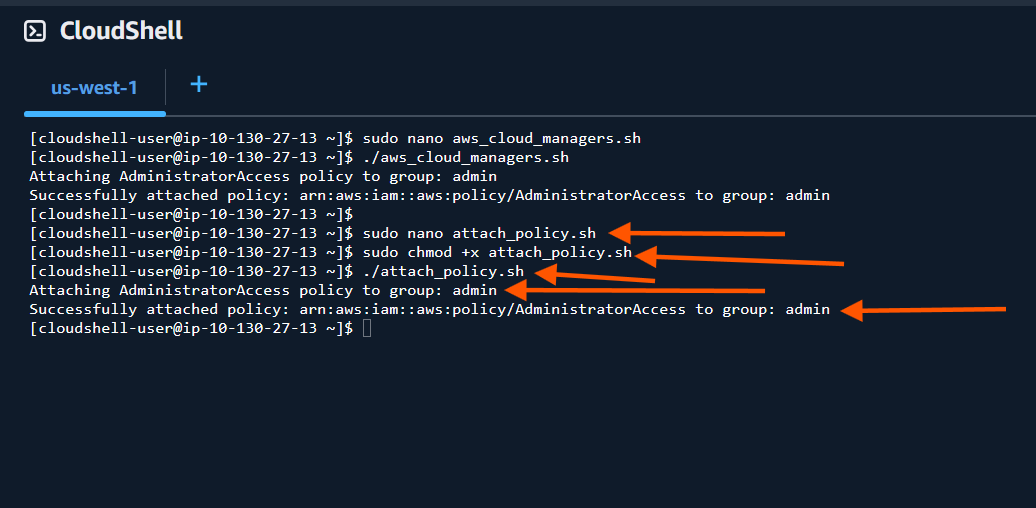 CloudShell
us-west-1 +
[cloudshell-user@ip-10-130-27-13 ~]$ sudo nano aws_cloud_managers.sh
[cloudshell-user@ip-10-130-27-13 ~]$ ./aws_cloud_managers.sh
Attaching AdministratorAccess policy to group: admin
Successfully attached policy: arn:aws:iam::aws:policy/AdministratorAccess to group: admin
[cloudshell-user@ip-10-130-27-13 ~]$
[cloudshell-user@ip-10-130-27-13 ~]$ sudo nano attach_policy.sh
[cloudshell-user@ip-10-130-27-13 ~]$ sudo chmod +x attach_policy.sh
[cloudshell-user@ip-10-130-27-13 ~]$ ./attach_policy.sh
Attaching AdministratorAccess policy to group: admin
Successfully attached policy: arn:aws:iam::aws:policy/AdministratorAccess to group: admin
[cloudshell-user@ip-10-130-27-13 ~]$